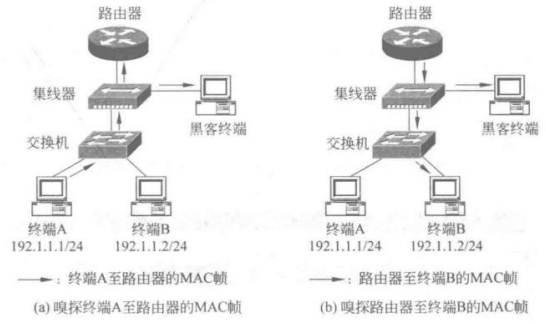 路由器
路由器
集线器
集线器
黑客终端
黑客终端
交换机
交换机
终端A
终端B
终端A
终端B
192.1.1.1/24
192.1.1.2/24
192.1.1.1/24
192.1.1.2/24
：终端A至路由器的MAC帧
：路由器至终端B的MAC帧
(a) 嗅探终端A至路由器的MAC帧
(b) 嗅探路由器至终端B的MAC帧